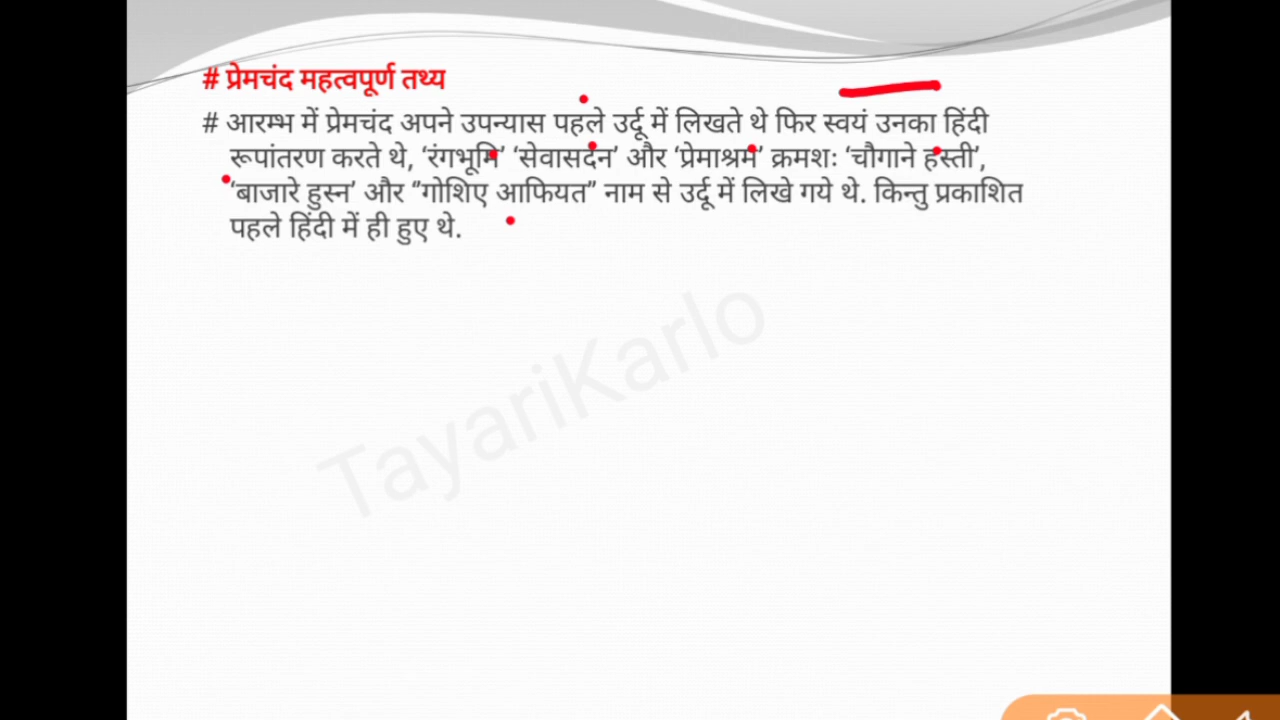 # प्रेमचंद महत्वपूर्ण तथ्य
# आरम्भ में प्रेमचंद अपने उपन्यास पहले उर्दू में लिखते थे फिर स्वयं उनका हिंदी
रूपांतरण करते थे, ‘रंगभूमि’ ‘सेवासदन’ और ‘प्रेमाश्रम’ क्रमशः ‘चौगाने हस्ती’,
‘बाजारे हुस्न’ और “गोशिए आफियत” नाम से उर्दू में लिखे गये थे. किन्तु प्रकाशित
पहले हिंदी में ही हुए थे.
TayariKarlo